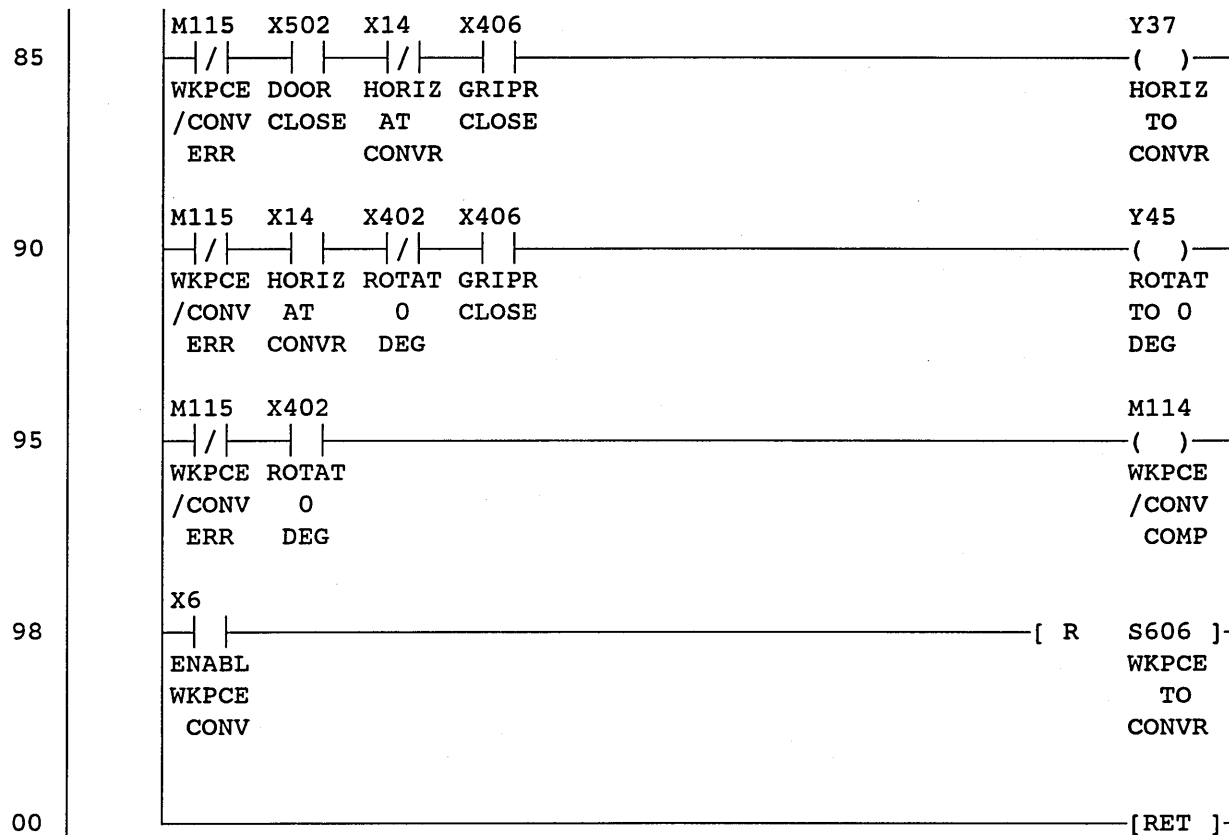 M115 X502 X14 X406 Y37
85 |/| | | |/| | | ( )
WKPCE DOOR HORIZ GRIPR HORIZ
/CONV CLOSE AT CLOSE TO
ERR CONVR CONVR
M115 X14 X402 X406 Y45
90 |/| | | |/| | | ( )
WKPCE HORIZ ROTAT GRIPR ROTAT
/CONV AT 0 CLOSE TO 0
ERR CONVR DEG DEG
M115 X402 M114
95 |/| | | ( )
WKPCE ROTAT WKPCE
/CONV 0 /CONV
ERR DEG COMP
X6
98 | | [ R S606 ]
ENABL WKPCE
WKPCE TO
CONV CONVR
00 [RET ]